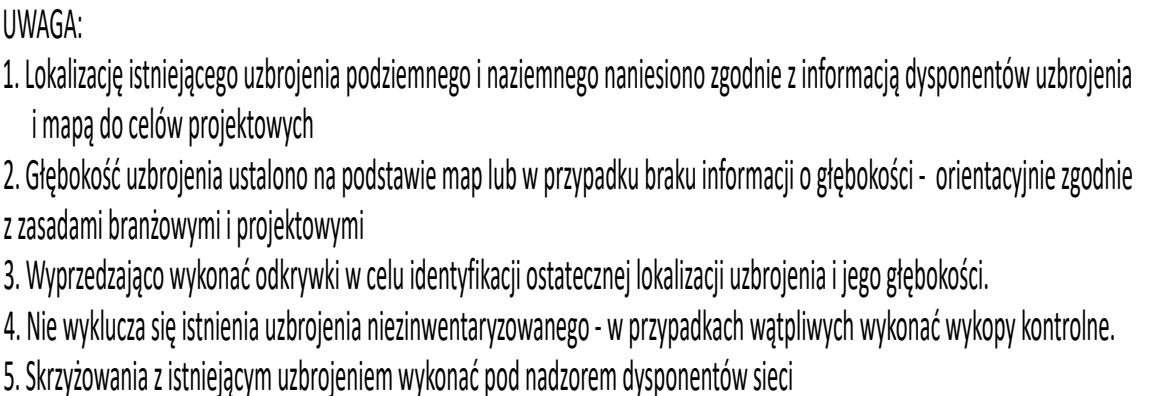 UWAGA:
1. Lokalizację istniejącego uzbrojenia podziemnego i naziemnego naniesiono zgodnie z informacją dysponentów uzbrojenia
i mapą do celów projektowych
2. Głębokość uzbrojenia ustalono na podstawie map lub w przypadku braku informacji o głębokości - orientacyjnie zgodnie
z zasadami branżowymi i projektowymi
3. Wyprzedzająco wykonać odkrywki w celu identyfikacji ostatecznej lokalizacji uzbrojenia i jego głębokości.
4. Nie wyklucza się istnienia uzbrojenia niezinwentaryzowanego - w przypadkach wątpliwych wykonać wykopy kontrolne.
5. Skrzyżowania z istniejącym uzbrojeniem wykonać pod nadzorem dysponentów sieci